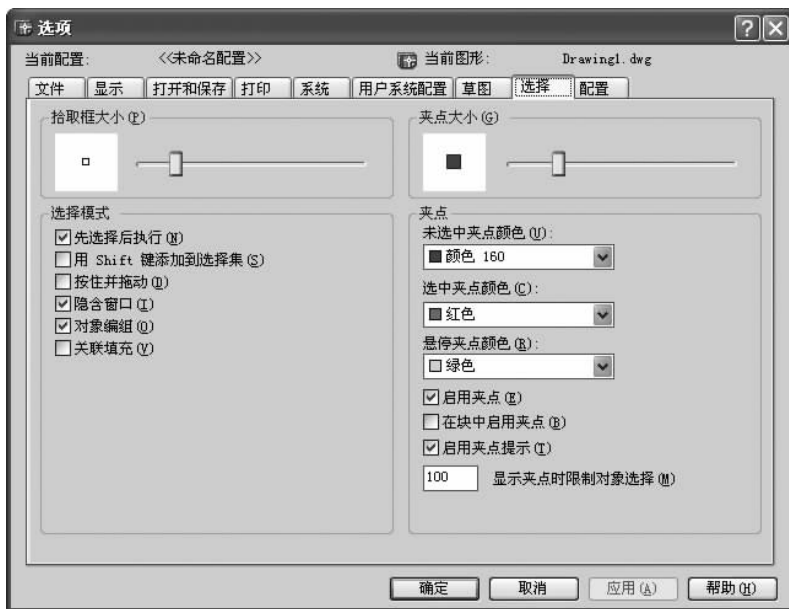 选项
当前配置: <<未命名配置>> 当前图形: Drawing1.dwg
文件 显示 打开和保存 打印 系统 用户系统配置 草图 选择 配置
拾取框大小(P)
夹点大小(G)
选择模式
先选择后执行(N)
用 Shift 键添加到选择集(S)
按住并拖动(D)
隐含窗口(I)
对象编组(O)
关联填充(V)
夹点
未选中夹点颜色(U):
颜色 160
选中夹点颜色(C):
红色
悬停夹点颜色(R):
绿色
启用夹点(E)
在块中启用夹点(B)
启用夹点提示(T)
100 显示夹点时限制对象选择(M)
确定 取消 应用(A) 帮助(H)